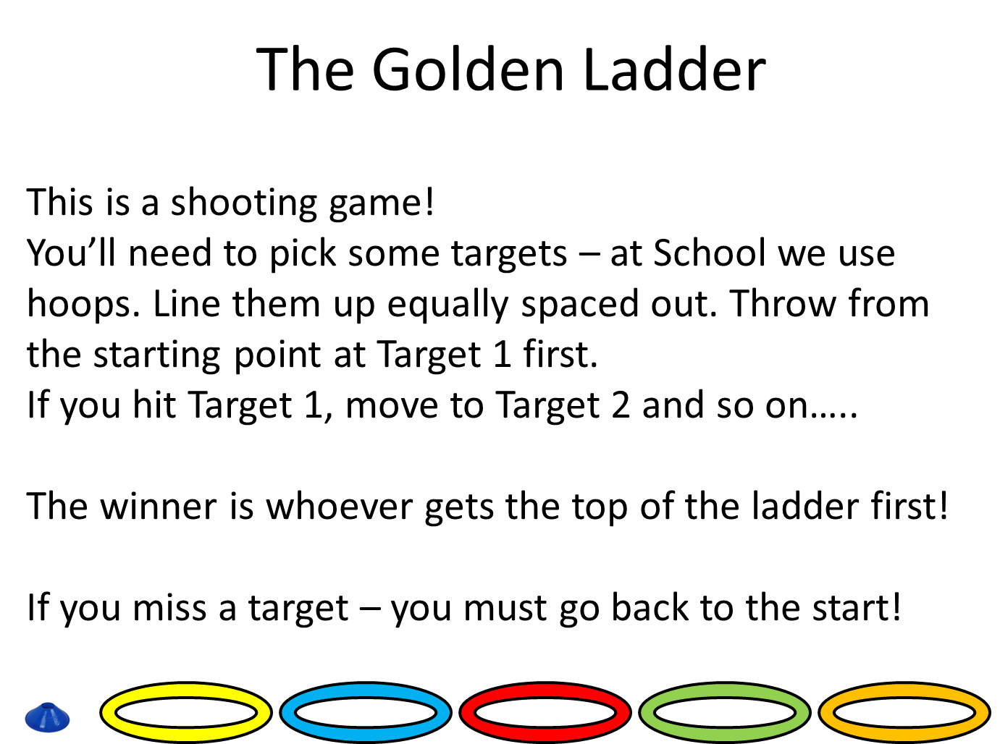 The Golden Ladder
This is a shooting game!
You’ll need to pick some targets – at School we use
hoops. Line them up equally spaced out. Throw from
the starting point at Target 1 first.
If you hit Target 1, move to Target 2 and so on…..
The winner is whoever gets the top of the ladder first!
If you miss a target – you must go back to the start!